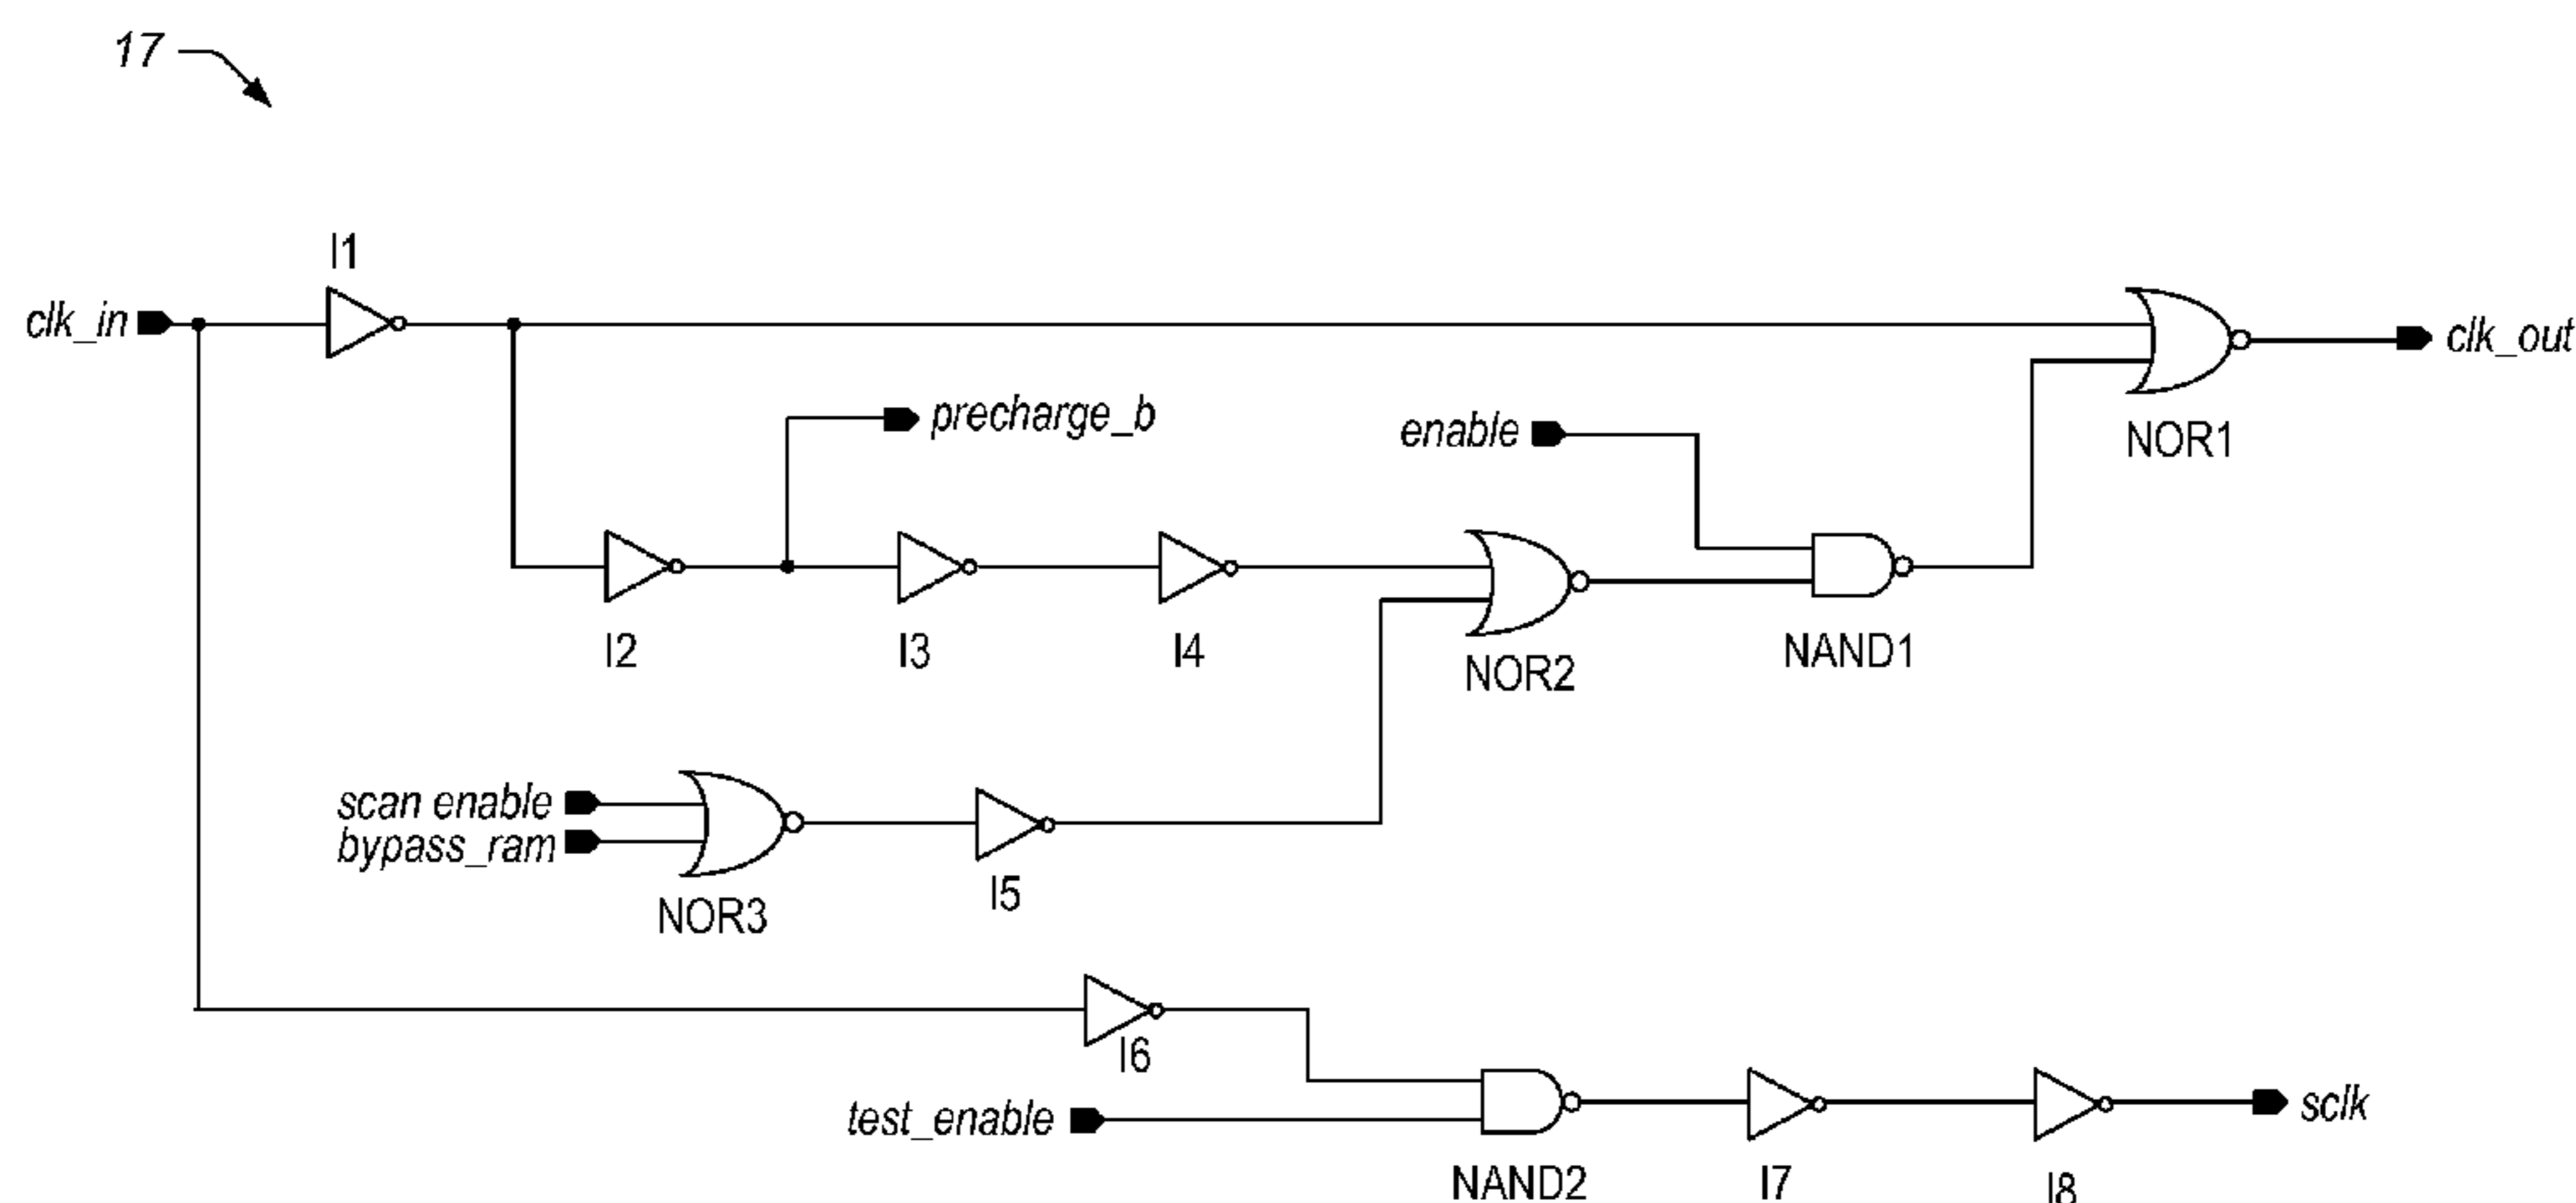 17
I1
clk_in
clk_out
precharge_b
enable
NOR1
I2
I3
I4
NOR2
NAND1
scan enable
bypass_ram
NOR3
I5
I6
test_enable
sclk
NAND2
I7
I8